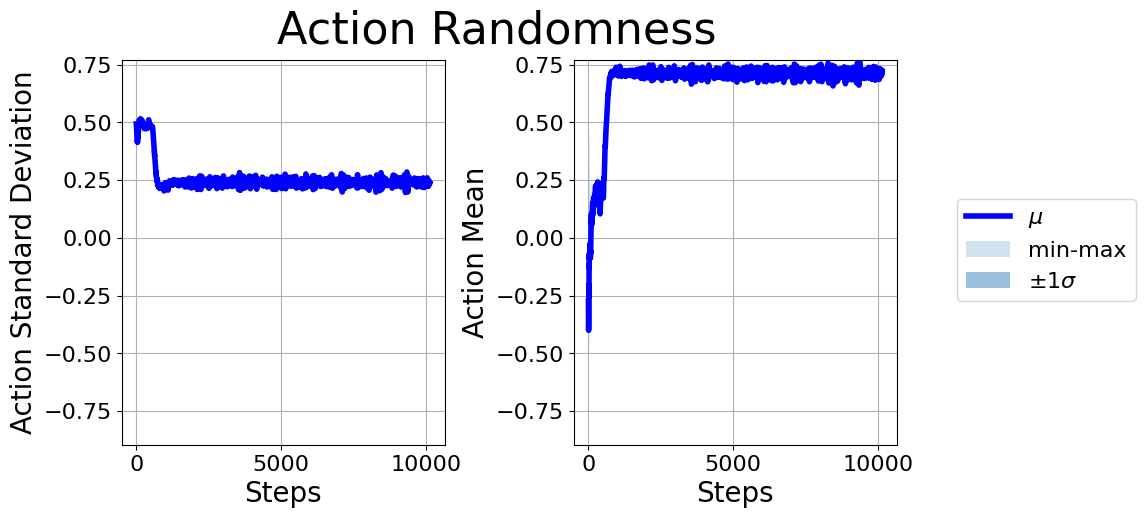 Action Randomness
Action Standard Deviation
0.75
0.50
0.25
0.00
−0.25
−0.50
−0.75
0
5000
10000
Steps
Action Mean
0.75
0.50
0.25
0.00
−0.25
−0.50
−0.75
0
5000
10000
Steps
μ
min-max
±1σ